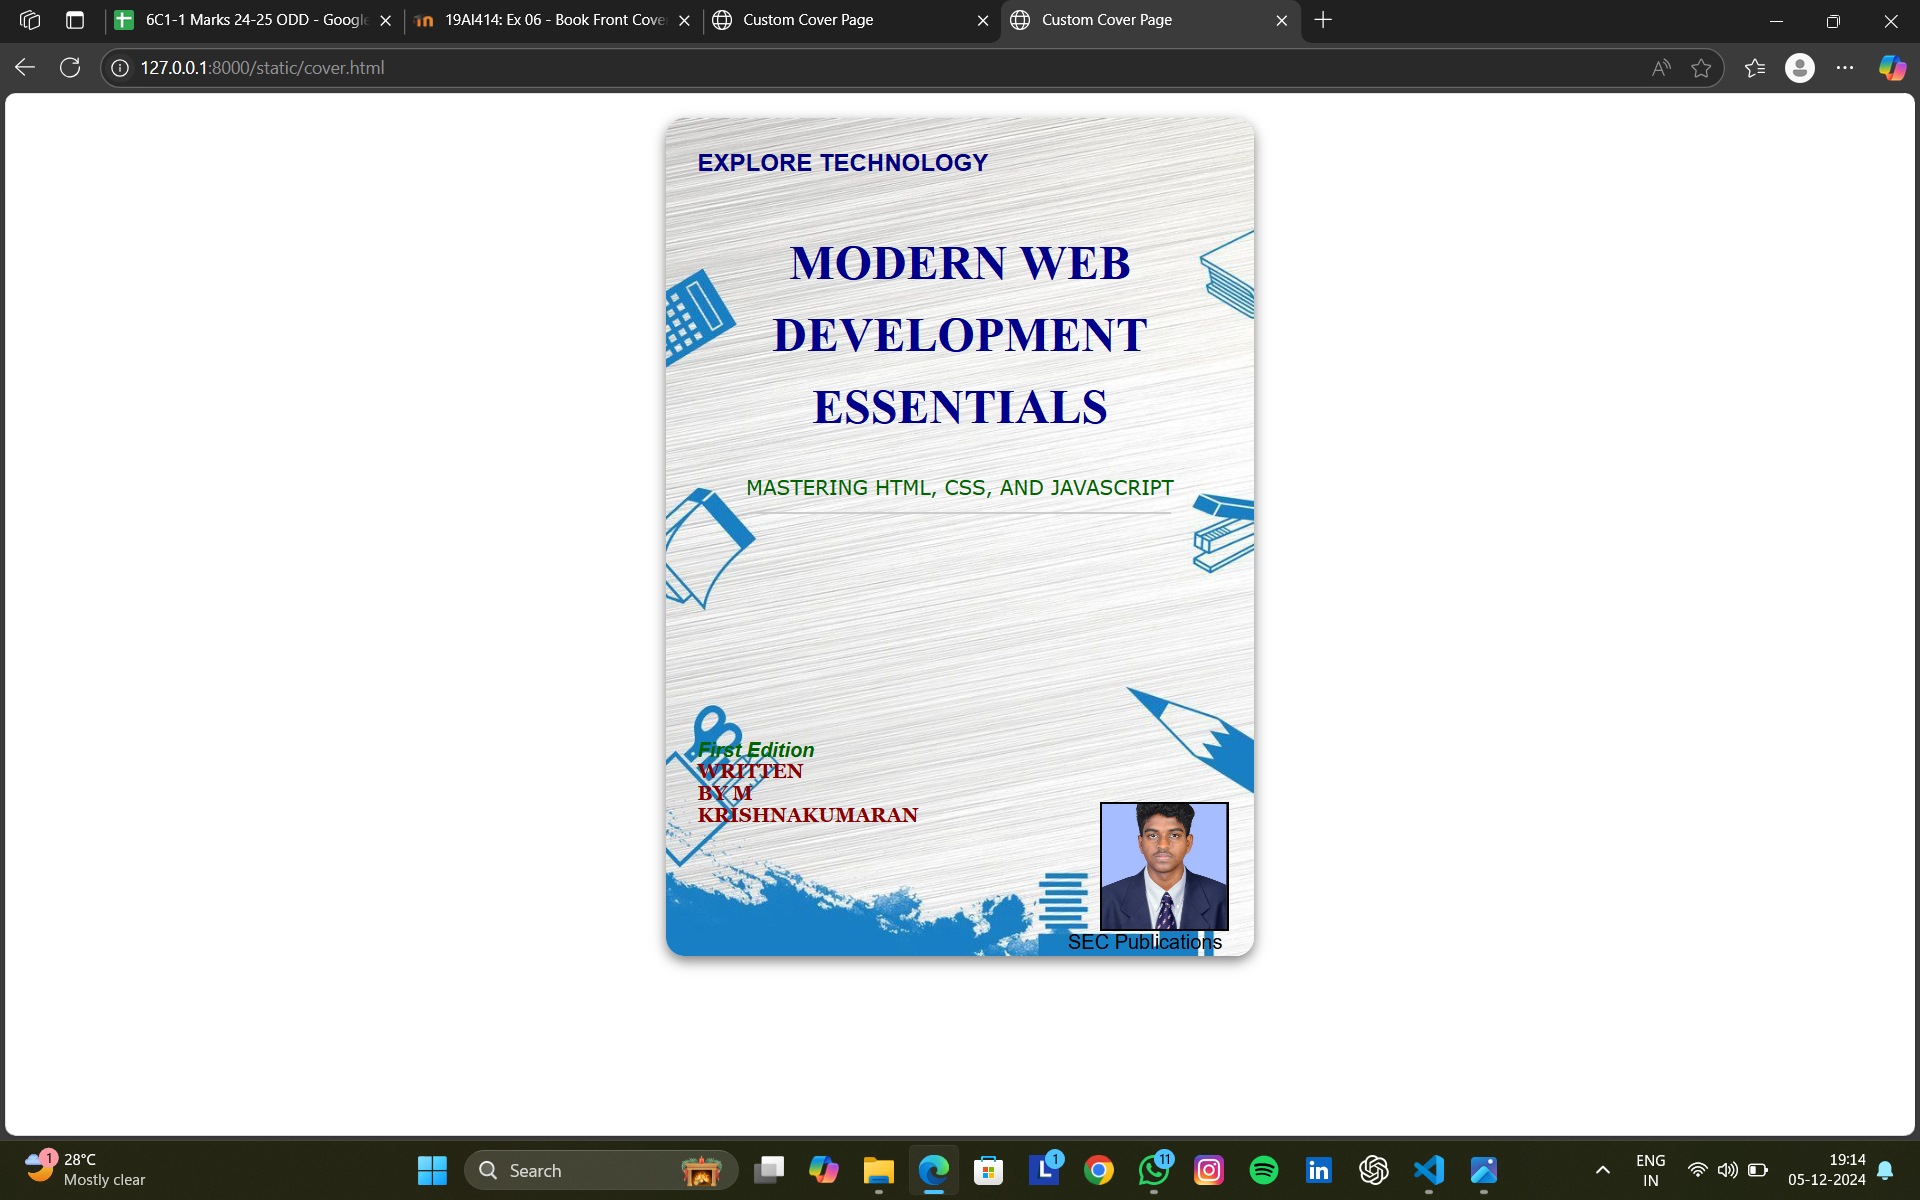 6C1-1 Marks 24-25 ODD - Google
19AI414: Ex 06 - Book Front Cove
Custom Cover Page
Custom Cover Page
127.0.0.1:8000/static/cover.html
EXPLORE TECHNOLOGY
MODERN WEB
DEVELOPMENT
ESSENTIALS
MASTERING HTML, CSS, AND JAVASCRIPT
First Edition
WRITTEN
BY M
KRISHNAKUMARAN
SEC Publications
1
28°C
Mostly clear
Search
L
1
11
in
ENG
IN
19:14
05-12-2024